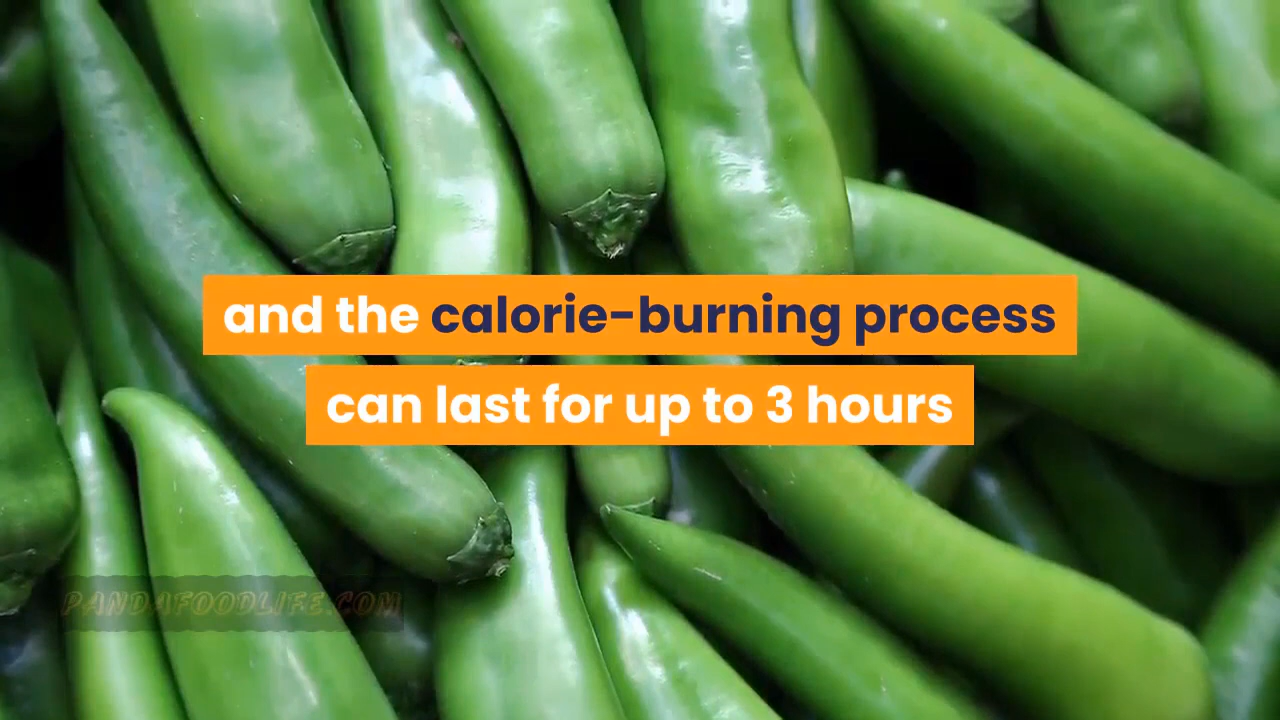 and the calorie-burning process
can last for up to 3 hours
PANDAFOODLIFE.COM